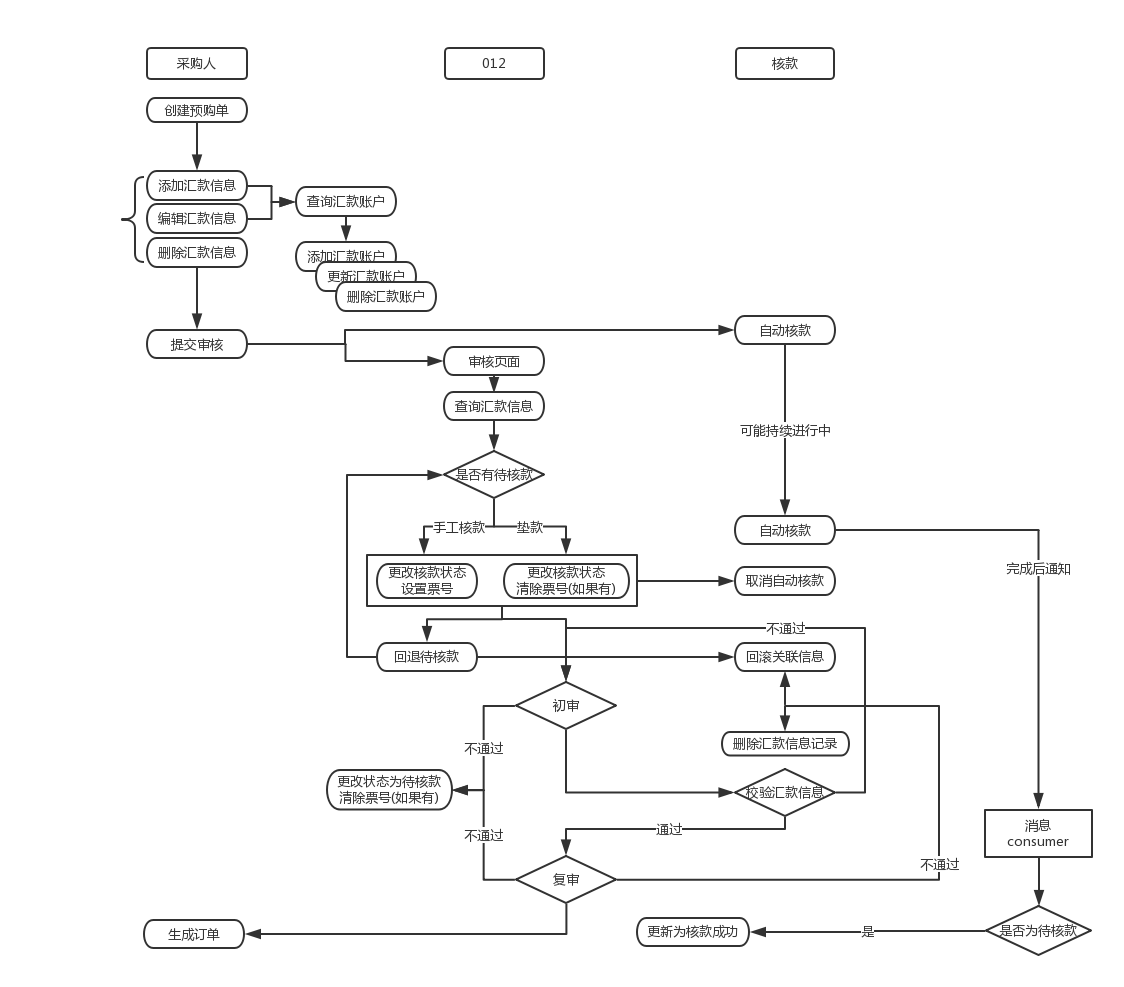 采购人
012
核款
创建预购单
添加汇款信息
编辑汇款信息
删除汇款信息
查询汇款账户
添加汇款账户
更新汇款账户
删除汇款账户
提交审核
自动核款
审核页面
查询汇款信息
可能持续进行中
是否有待核款
手工核款
垫款
自动核款
完成后通知
更改核款状态
设置票号
更改核款状态
清除票号(如果有)
取消自动核款
不通过
回退待核款
回滚关联信息
初审
不通过
删除汇款信息记录
更改状态为待核款
清除票号(如果有)
校验汇款信息
通过
不通过
消息
consumer
不通过
复审
生成订单
更新为核款成功
是
是否为待核款